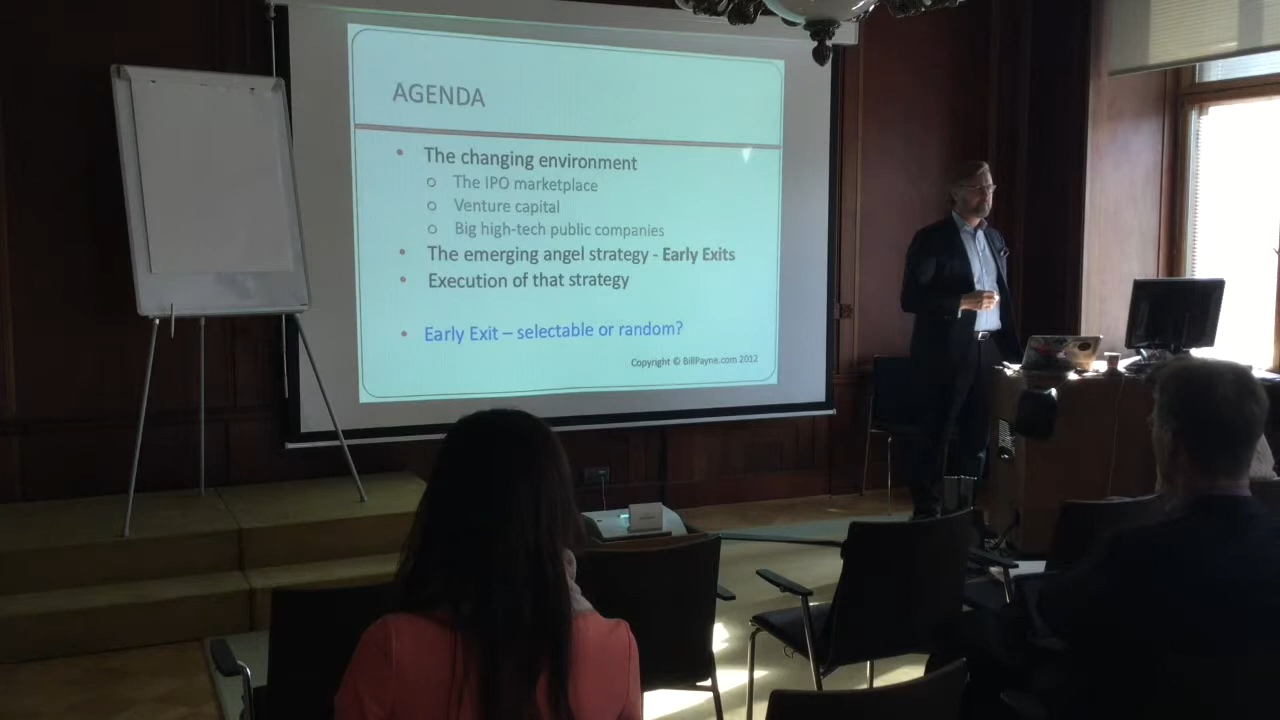 AGENDA
• The changing environment
o The IPO marketplace
o Venture capital
o Big high-tech public companies
• The emerging angel strategy - Early Exits
• Execution of that strategy
• Early Exit – selectable or random?
Copyright © BillPayne.com 2012